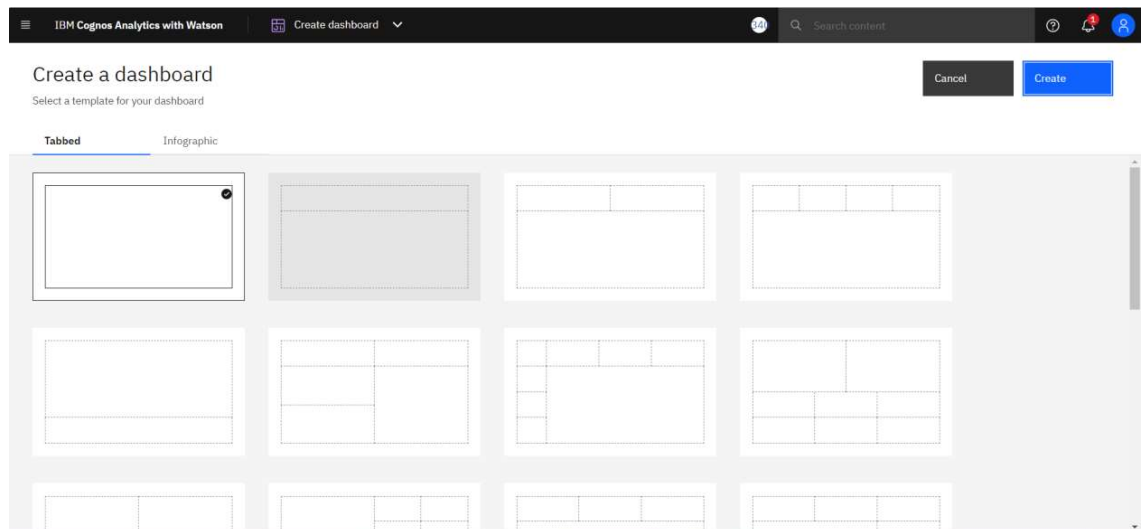 IBM Cognos Analytics with Watson
Create dashboard
Search content
1
Create a dashboard
Cancel
Create
Select a template for your dashboard
Tabbed
Infographic